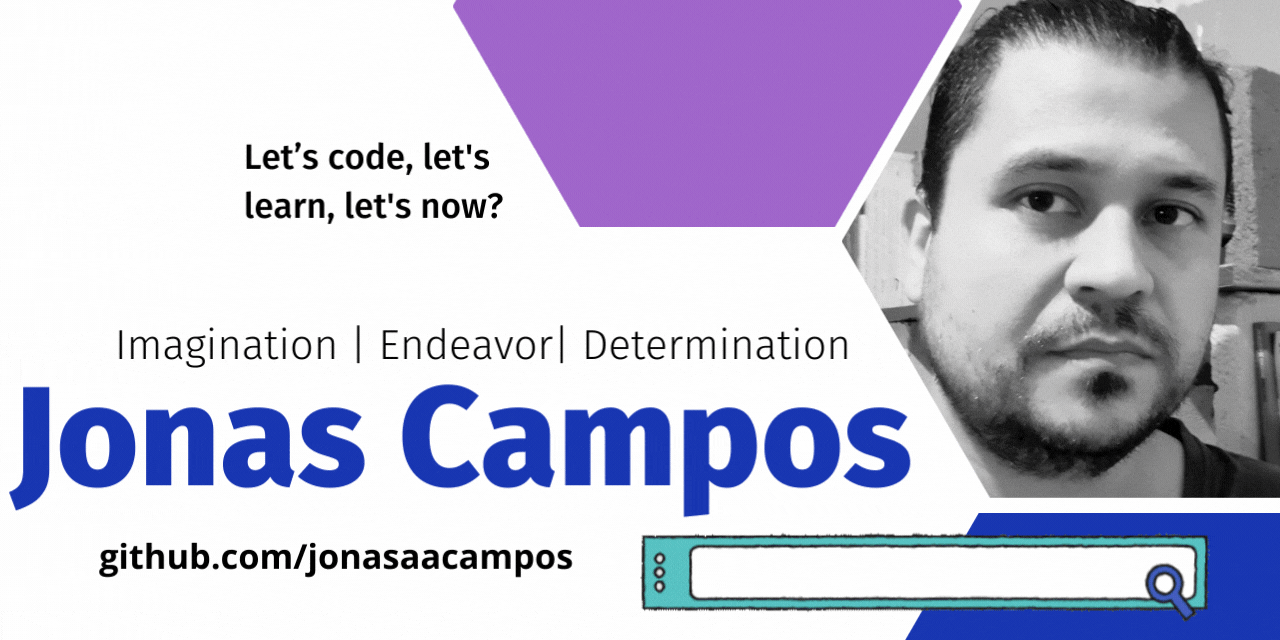 Let’s code, let's
learn, let's now?
Imagination | Endeavor| Determination
Jonas Campos
github.com/jonasaacampos